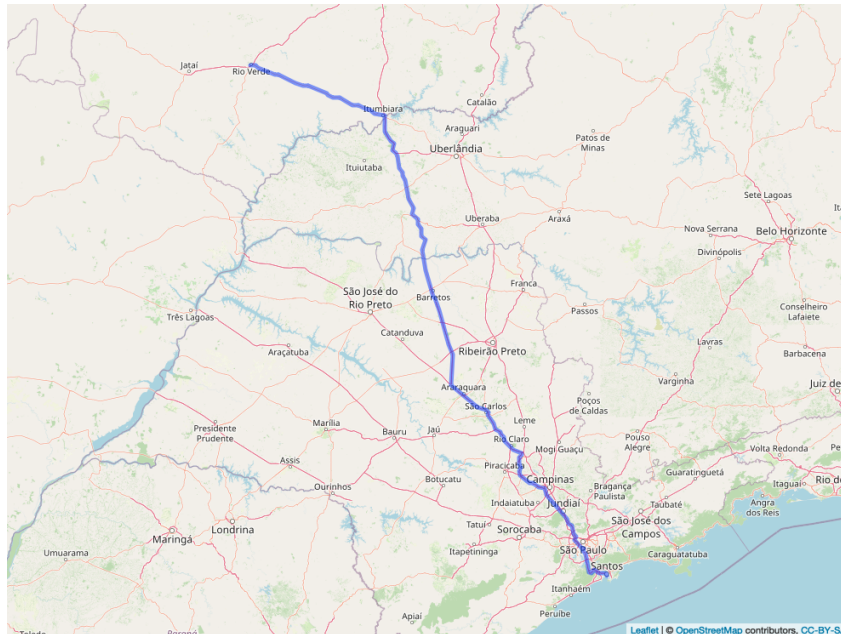 Jataí
Rio Verde
Catalão
Itumbiara
Araguari
Patos de
Minas
Uberlândia
Ituiutaba
Sete Lagoas
Uberaba
Araxá
Nova Serrana
Belo Horizonte
Divinópolis
São José do
Rio Preto
Barretos
Franca
Passos
Conselheiro
Lafaiete
Três Lagoas
Catanduva
Ribeirão Preto
Lavras
Barbacena
Araçatuba
Araraquara
Varginha
Juiz de
São Carlos
Poços
de Caldas
Presidente
Prudente
Marília
Bauru
Jaú
Leme
Rio Claro
Mogi Guaçu
Pouso
Alegre
Volta Redonda
Assis
Piracicaba
Guaratinguetá
Itaguaí
Rio de
Ourinhos
Botucatu
Campinas
Bragança
Paulista
Taubaté
Angra
dos Reis
Indaiatuba
Jundiaí
Maringá
Londrina
Tatuí
Sorocaba
São José dos
Campos
Umuarama
Itapetininga
São Paulo
Caraguatatuba
Santos
Itanhaém
Peruíbe
Apiaí
Toledo
Paraná
Leaflet | © OpenStreetMap contributors, CC-BY-S